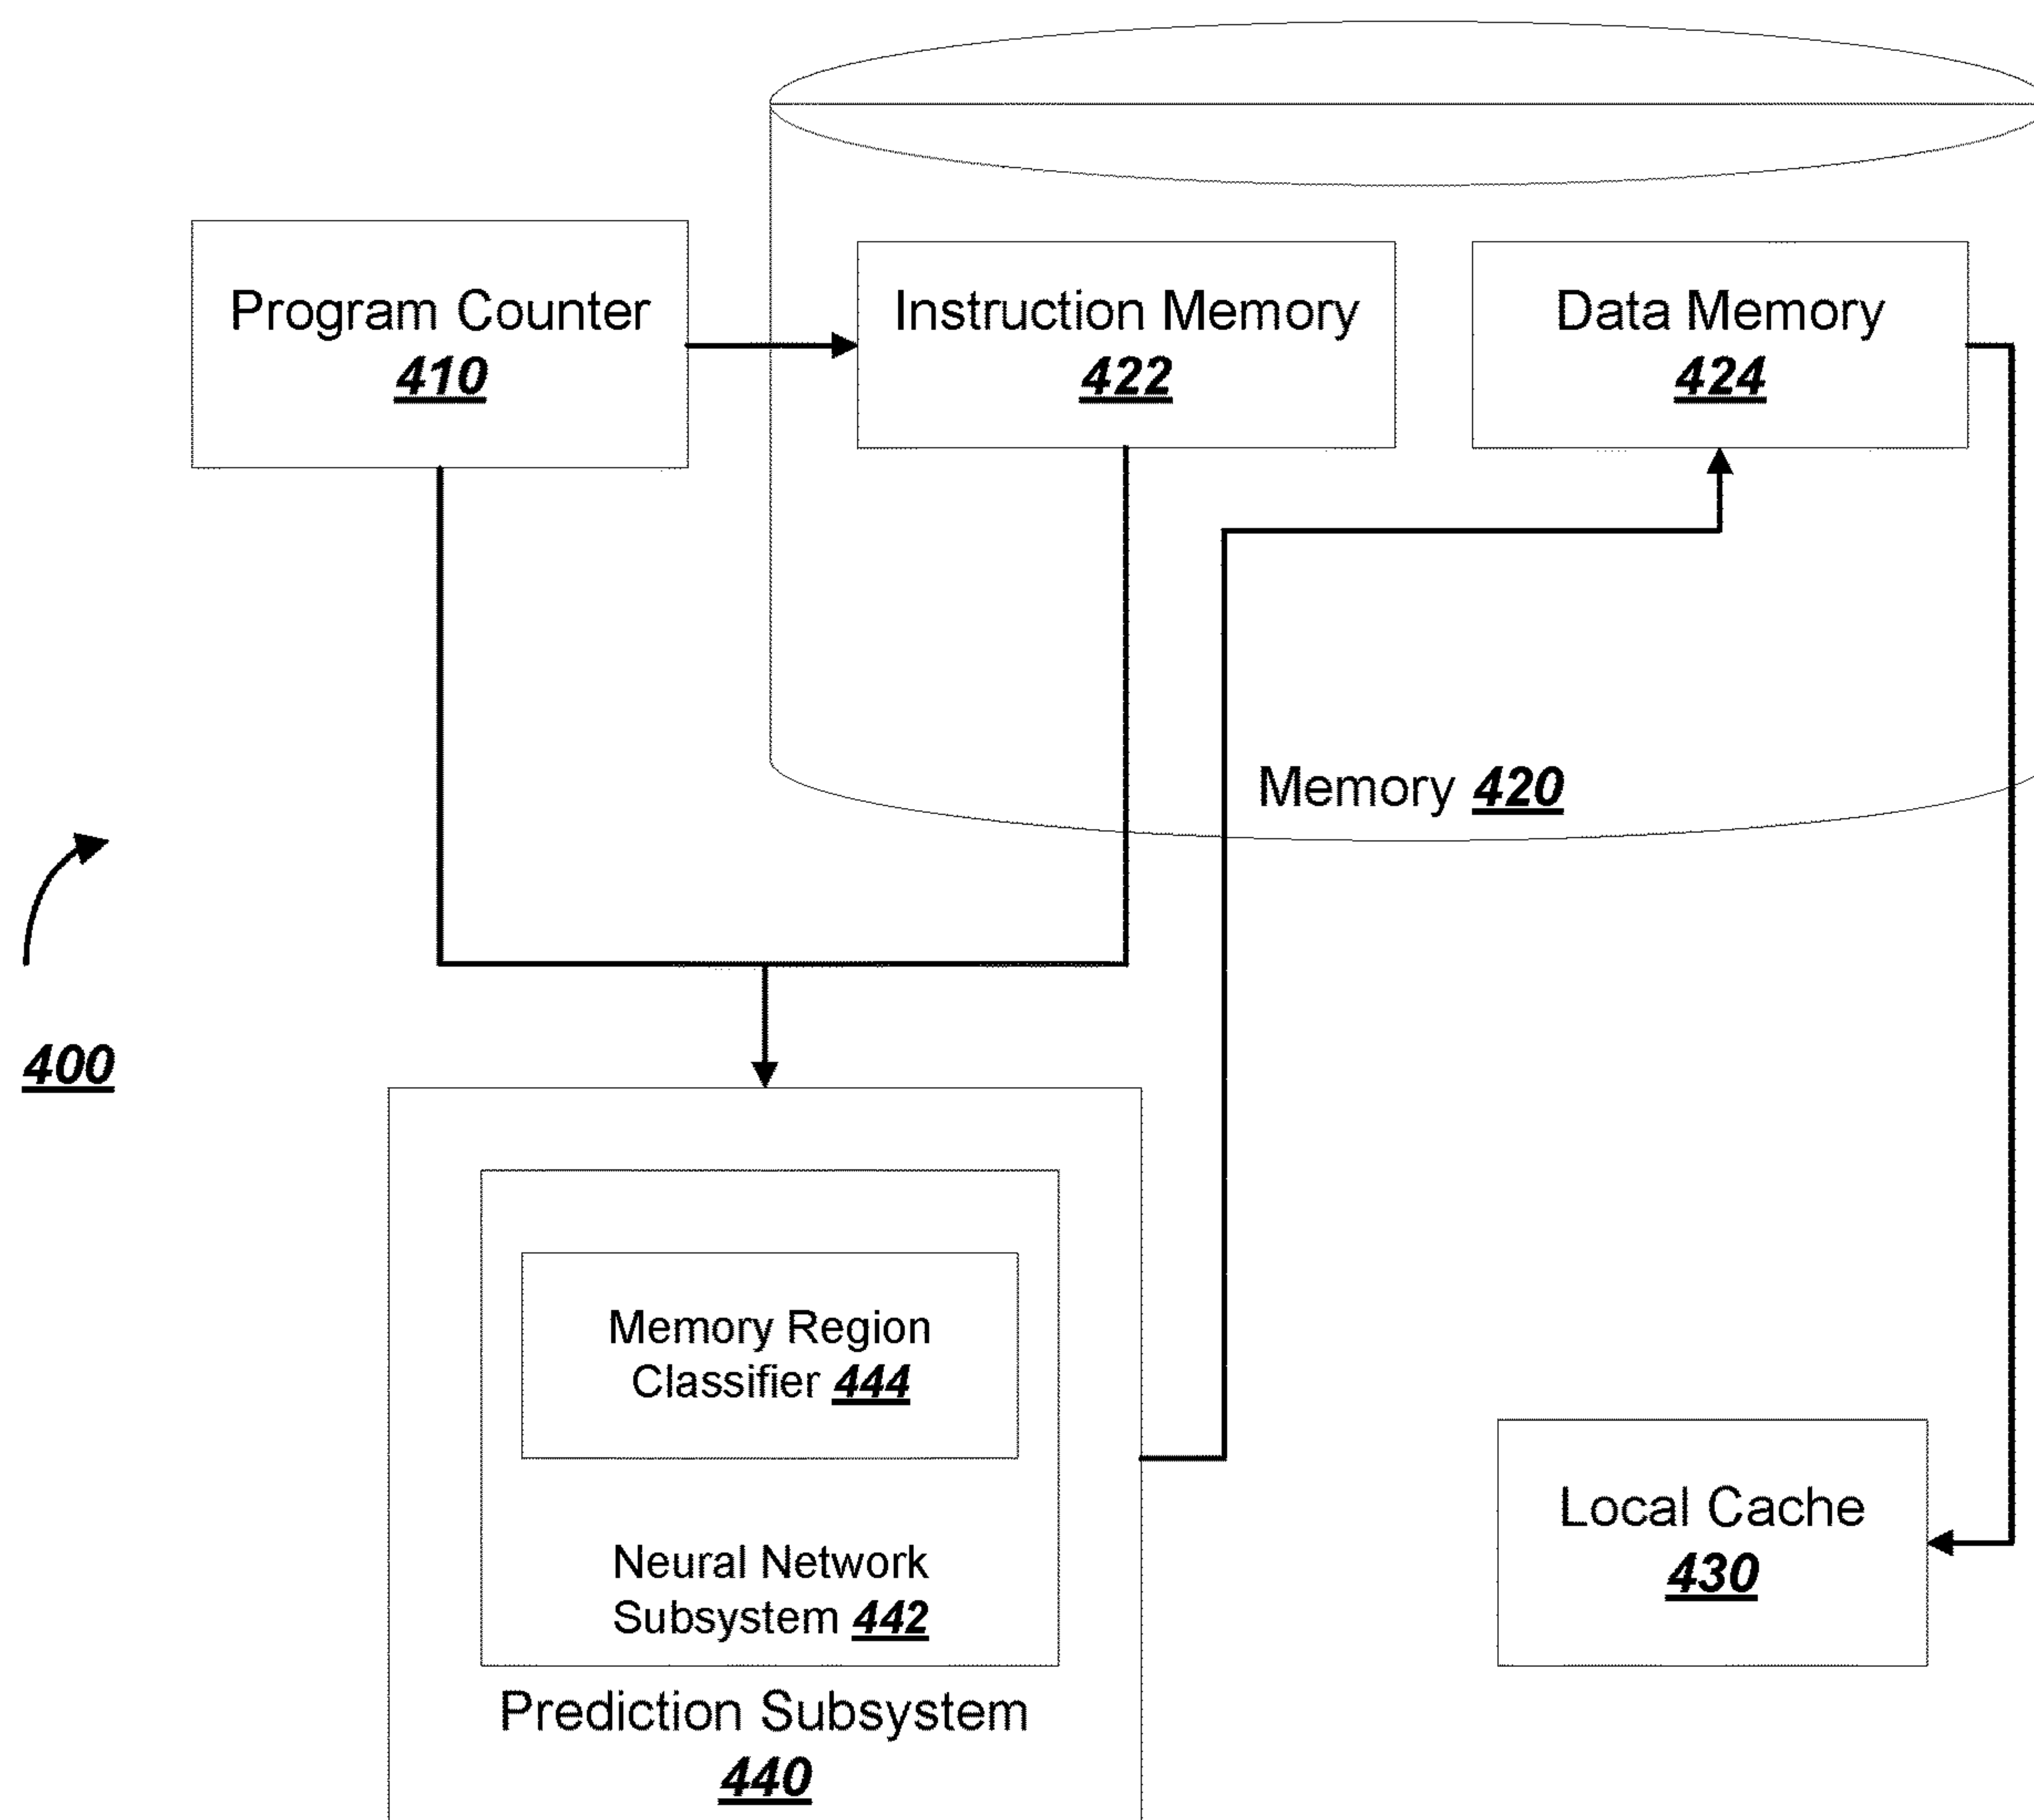 Program Counter
410
Instruction Memory
422
Data Memory
424
Memory 420
400
Memory Region
Classifier 444
Neural Network
Subsystem 442
Prediction Subsystem
440
Local Cache
430